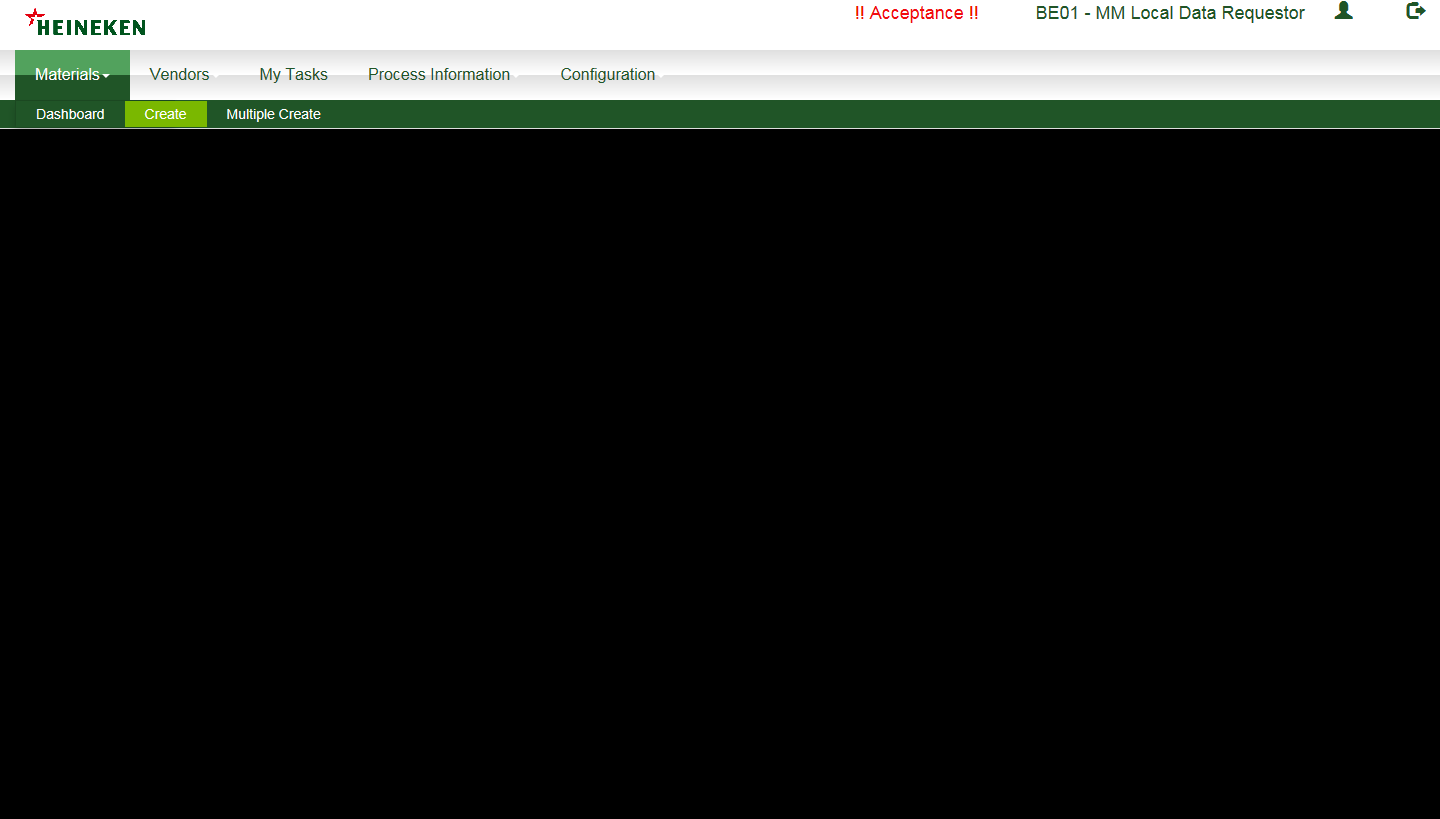 HEINEKEN
!! Acceptance !!
BE01 - MM Local Data Requestor
Materials
Vendors
My Tasks
Process Information
Configuration
Dashboard
Create
Multiple Create